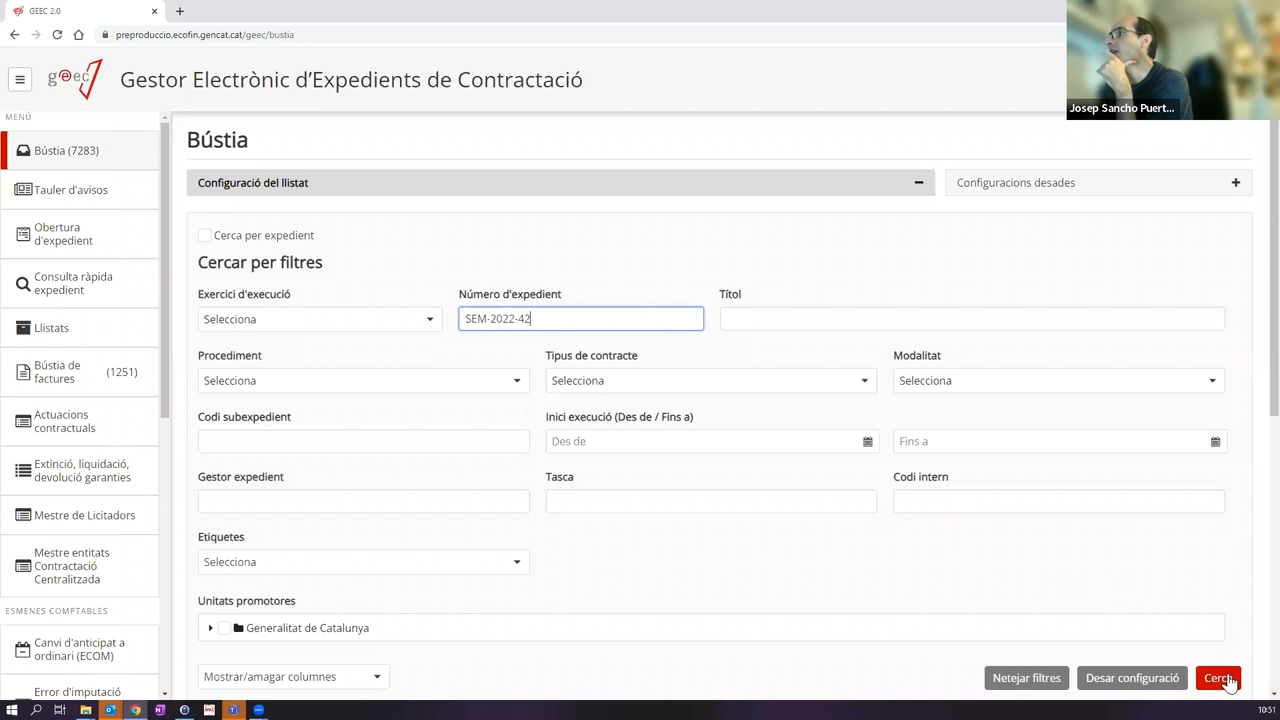 GEEC 2.0
preproduccio.ecofin.gencat.cat/geec/bustia
geec
Gestor Electrònic d'Expedients de Contractació
Josep Sancho Puert...
MENÚ
Bústia (7283)
Tauler d'avisos
Obertura
d'expedient
Consulta ràpida
expedient
Llistats
Bústia de
factures (1251)
Actuacions
contractuals
Extinció, liquidació,
devolució garanties
Mestre de Licitadors
Mestre entitats
Contractació
Centralitzada
ESMENES COMPTABLES
Canvi d'anticipat a
ordinari (ECOM)
Error d'imputació
Bústia
Configuració del llistat
Configuracions desades
Cerca per expedient
Cercar per filtres
Exercici d'execució Número d'expedient Títol
Selecciona SEM-2022-42
Procediment Tipus de contracte Modalitat
Selecciona Selecciona Selecciona
Codi subexpedient Inici execució (Des de / Fins a)
Des de Fins a
Gestor expedient Tasca Codi intern
Etiquetes
Selecciona
Unitats promotores
Generalitat de Catalunya
Mostrar/amagar columnes Netejar filtres Desar configuració
10:51